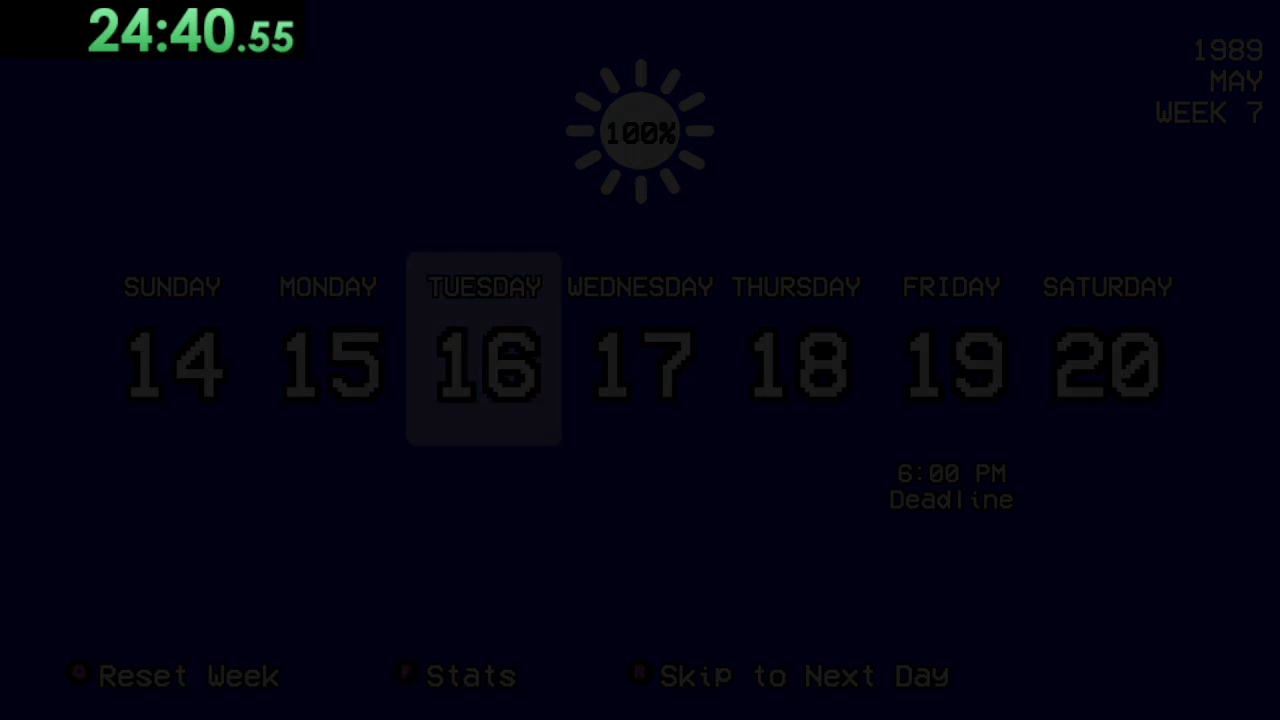 24:40.55
1989
MAY
WEEK 7
100%
SUNDAY MONDAY TUESDAY WEDNESDAY THURSDAY FRIDAY SATURDAY
14 15 16 17 18 19 20
6:00 PM
Deadline
Reset Week Stats R Skip to Next Day